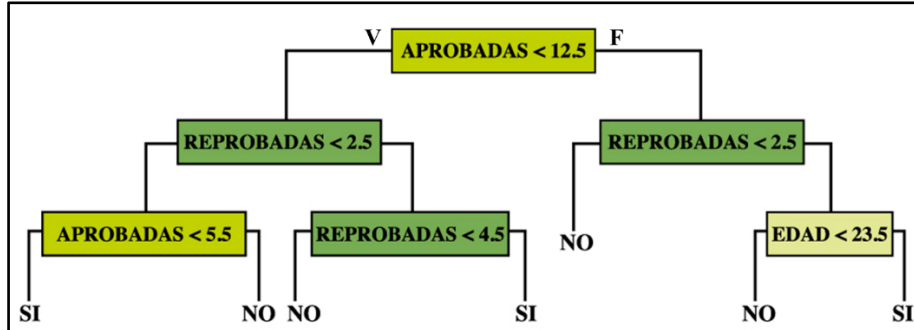 V APROBADAS < 12.5 F
REPROBADAS < 2.5 REPROBADAS < 2.5
APROBADAS < 5.5 REPROBADAS < 4.5 NO EDAD < 23.5
SI NO NO SI NO SI